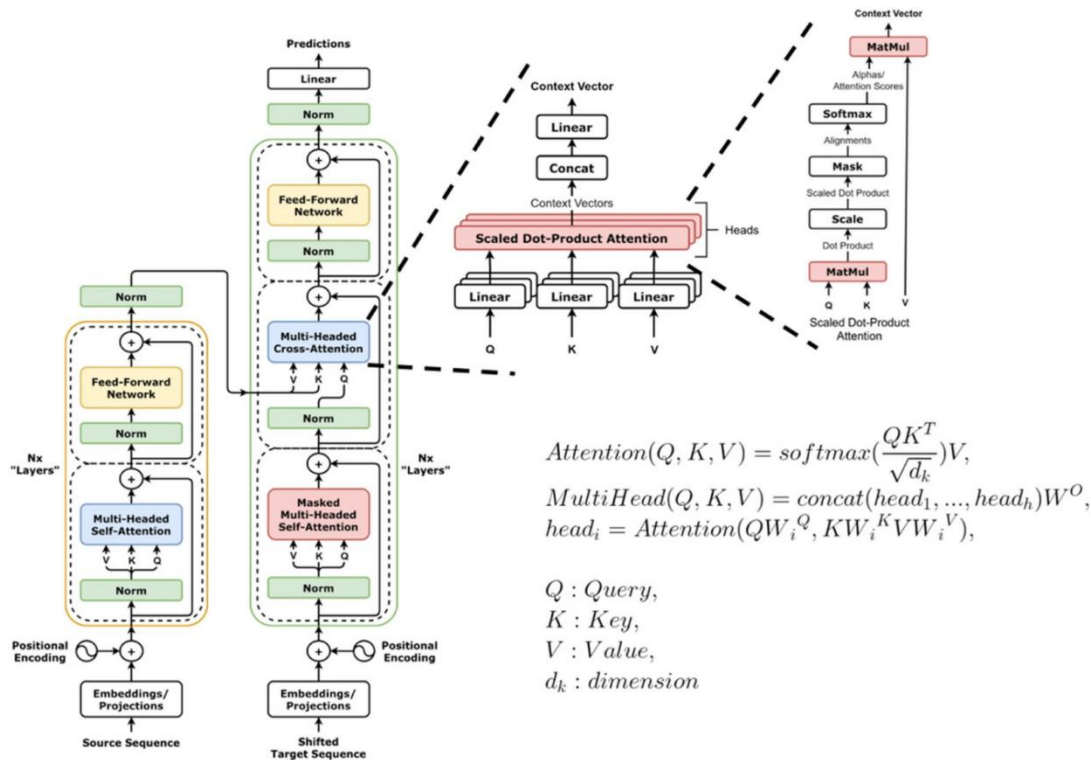 Predictions
Linear
Norm
+
Feed-Forward
Network
Norm
+
Multi-Headed
Cross-Attention
V K Q
Norm
Nx
"Layers"
+
Masked
Multi-Headed
Self-Attention
V K Q
Norm
+
Positional
Encoding
Embeddings/
Projections
Shifted
Target Sequence
Norm
+
Feed-Forward
Network
Norm
Nx
"Layers"
+
Multi-Headed
Self-Attention
V K Q
Norm
Positional
Encoding
+
Embeddings/
Projections
Source Sequence
Context Vector
Linear
Concat
Context Vectors
Scaled Dot-Product Attention
Heads
Linear Linear Linear
Q K V
Context Vector
MatMul
Alphas/
Attention Scores
Softmax
Alignments
Mask
Scaled Dot Product
Scale
Dot Product
MatMul
Q K V
Scaled Dot-Product
Attention
Attention(Q, K, V) = softmax(QK^T/√d_k)V,
MultiHead(Q, K, V) = concat(head_1, ..., head_h)W^O,
head_i = Attention(QW_i^Q, KW_i^K VW_i^V),
Q : Query,
K : Key,
V : Value,
d_k : dimension